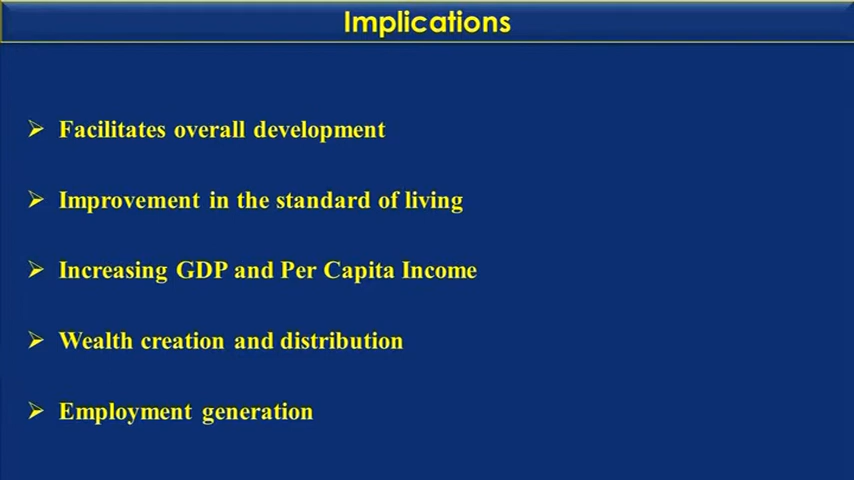 Implications
➢ Facilitates overall development
➢ Improvement in the standard of living
➢ Increasing GDP and Per Capita Income
➢ Wealth creation and distribution
➢ Employment generation